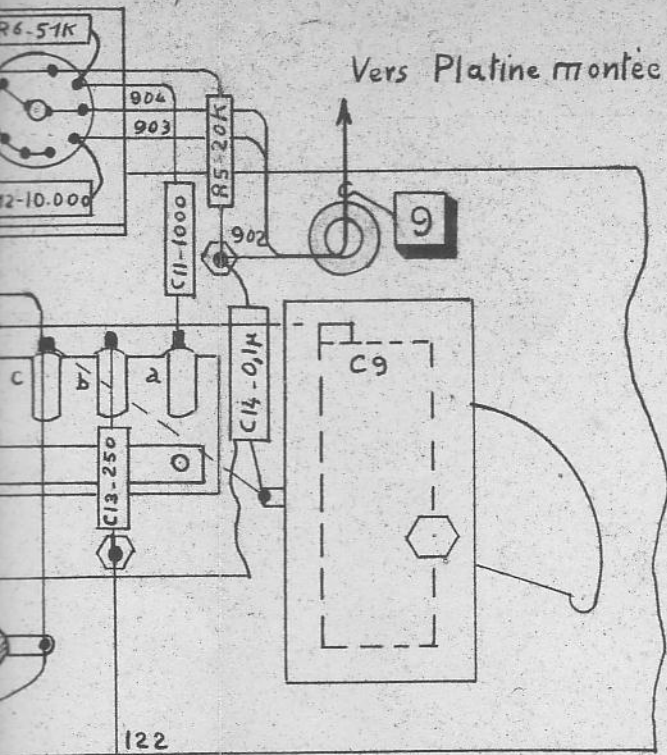 R6-51K
Vers Platine montée
904
903
R5-20K
12-10.000
C11-1000
902
9
C14-0,1µ
C9
c
b
a
C13-250
122